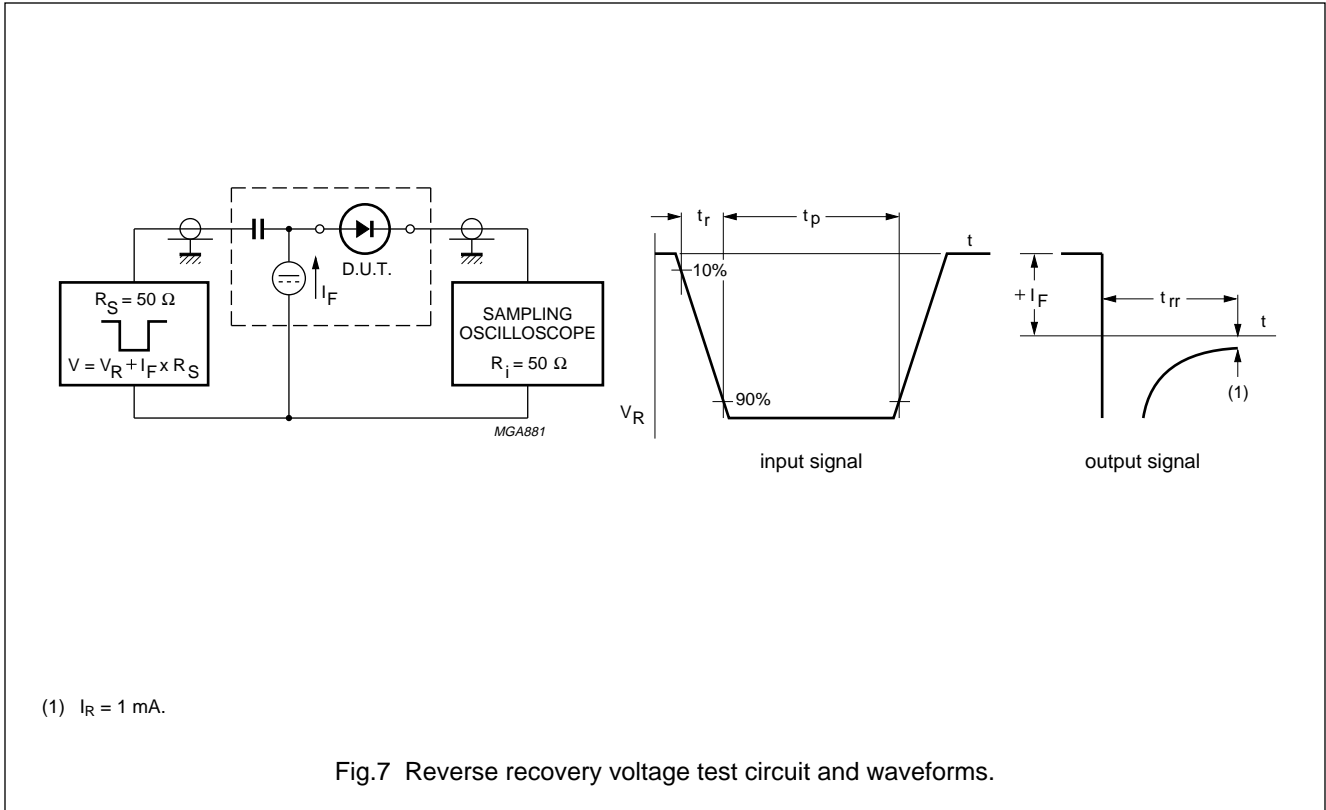 R_S = 50 Ω
V = V_R + I_F x R_S
I_F
D.U.T.
SAMPLING
OSCILLOSCOPE
R_i = 50 Ω
MGA881
t_r
t_p
t
10%
90%
V_R
input signal
+ I_F
t_rr
t
(1)
output signal
(1) I_R = 1 mA.
Fig.7 Reverse recovery voltage test circuit and waveforms.